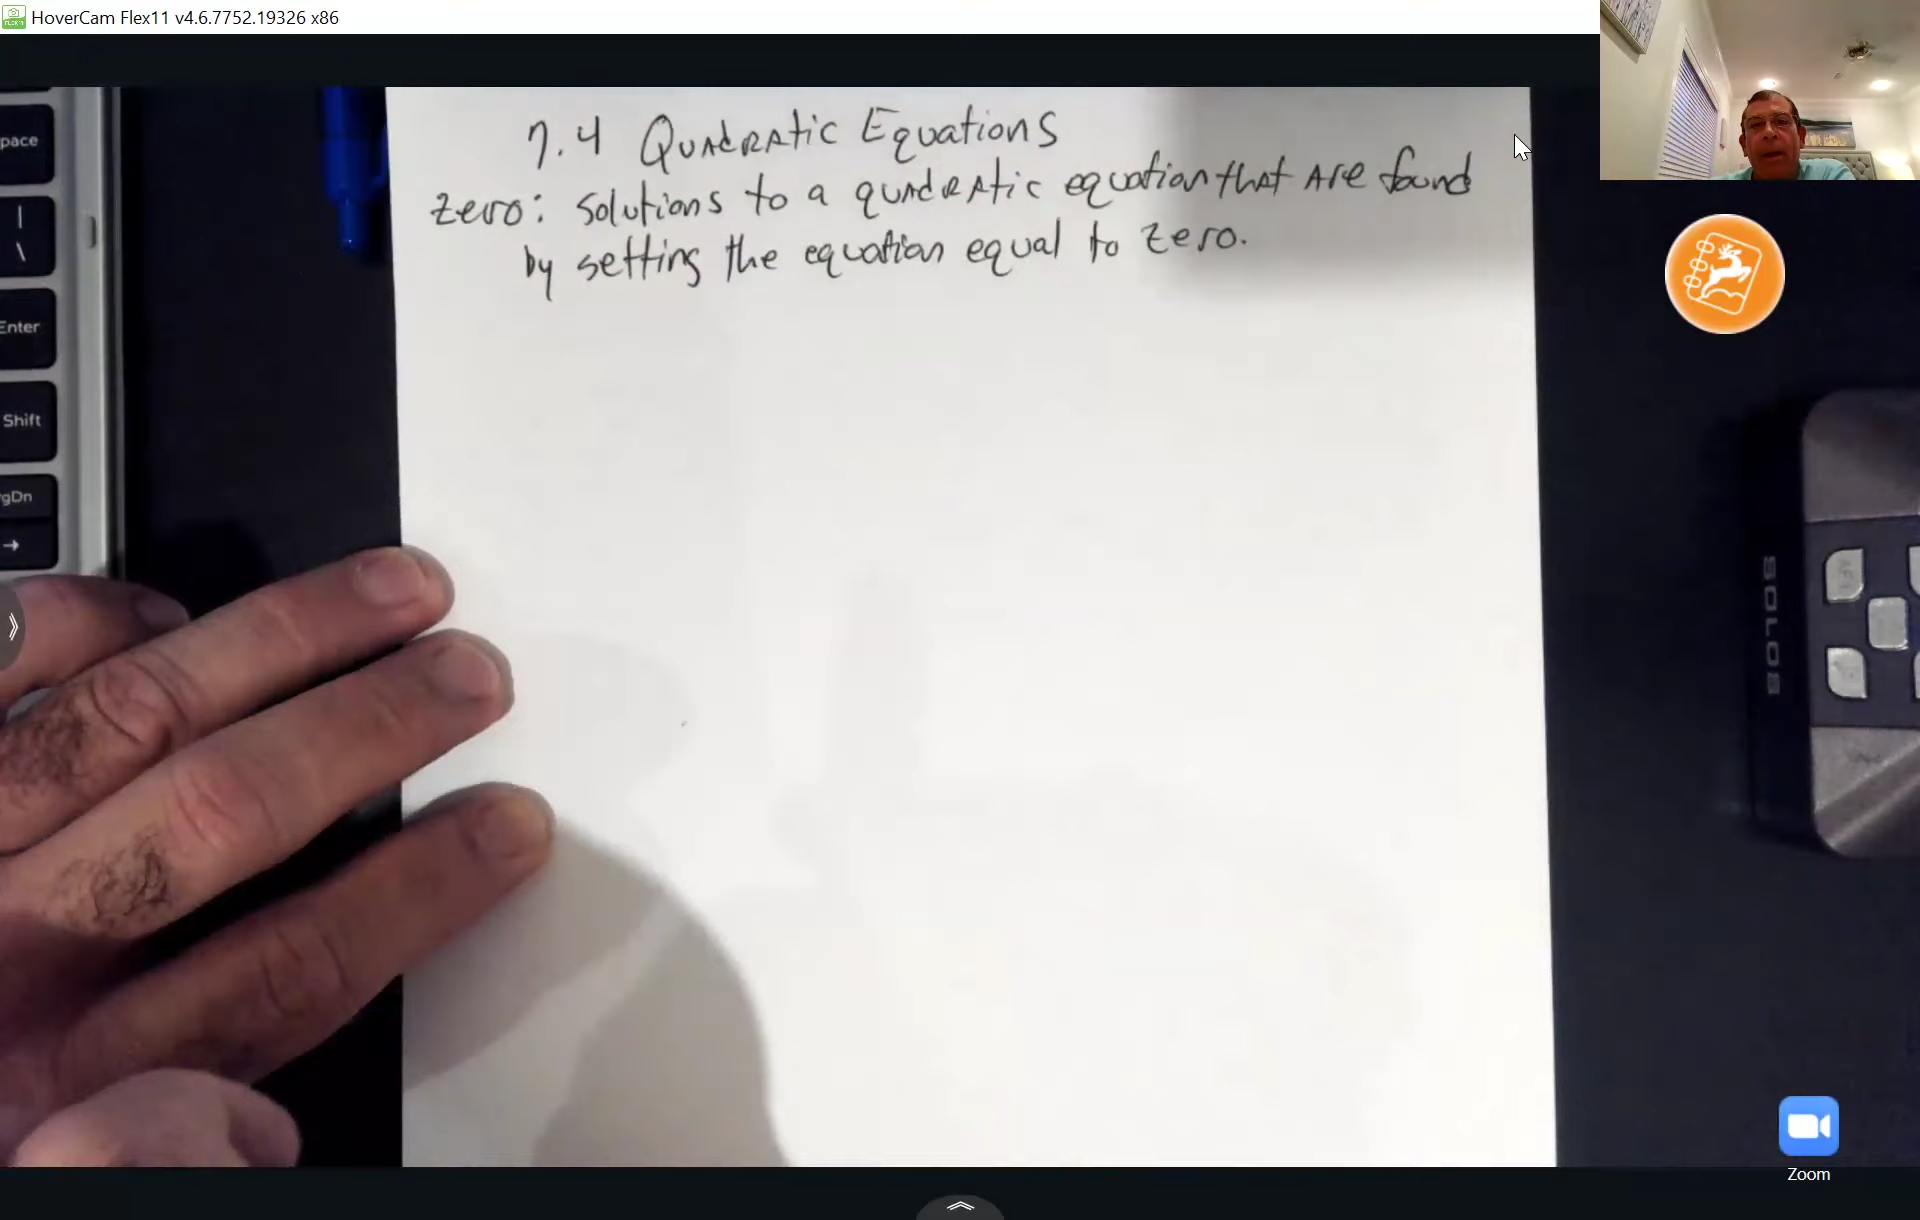 HoverCam Flex11 v4.6.7752.19326 x86
7.4 Quadratic Equations
Zero: solutions to a quadratic equation that are found
by setting the equation equal to zero.
pace
|
\
Enter
Shift
gDn
→
SOLOS
Zoom